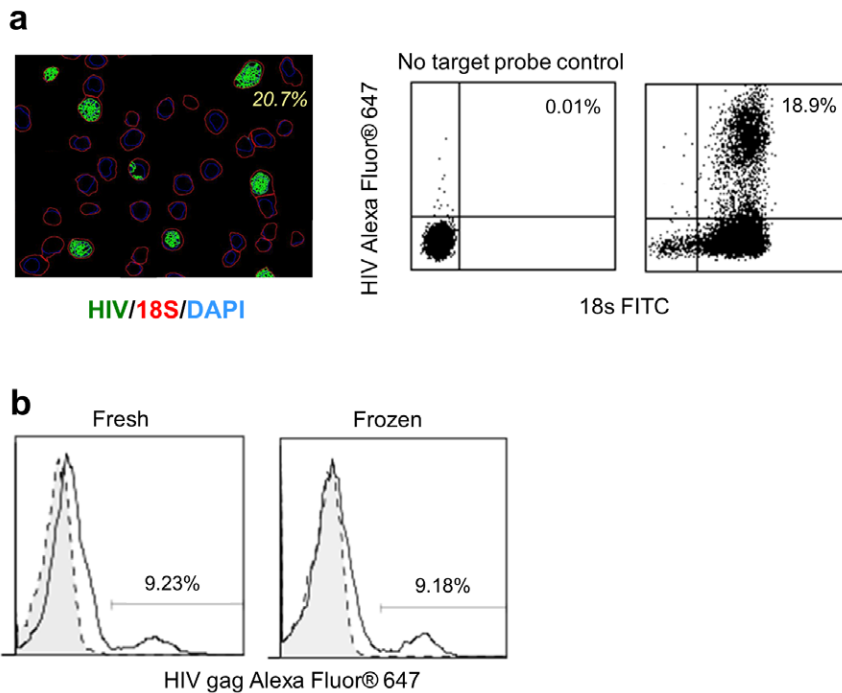 a
20.7%
HIV/18S/DAPI
No target probe control
HIV Alexa Fluor® 647
0.01%
18.9%
18s FITC
b
Fresh
Frozen
9.23%
9.18%
HIV gag Alexa Fluor® 647